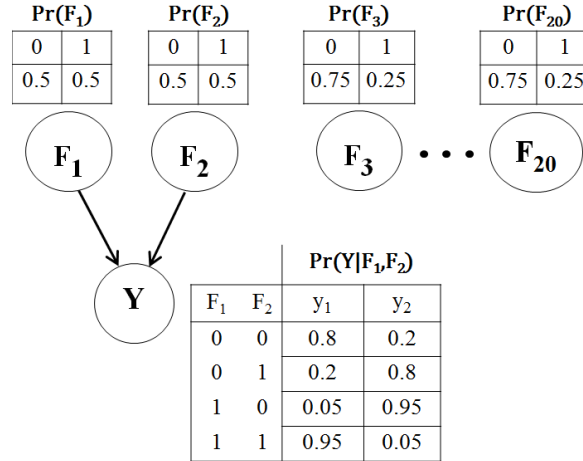 Pr(F₁) Pr(F₂) Pr(F₃) Pr(F₂₀)
0 1 0 1 0 1 0 1
0.5 0.5 0.5 0.5 0.75 0.25 0.75 0.25
F₁ F₂ F₃ • • • F₂₀
Pr(Y|F₁,F₂)
Y
F₁ F₂ y₁ y₂
0 0 0.8 0.2
0 1 0.2 0.8
1 0 0.05 0.95
1 1 0.95 0.05